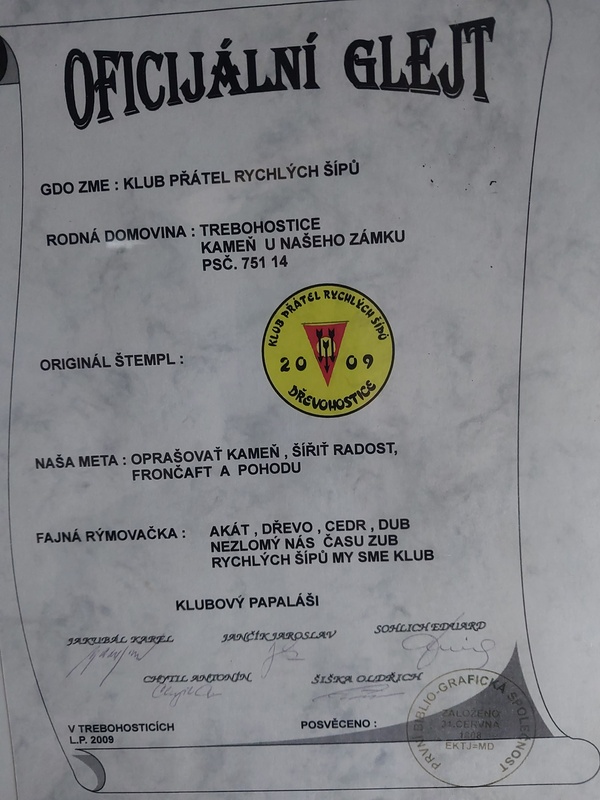 OFICIJÁLNÍ GLEJT
GDO ZME : KLUB PŘÁTEL RYCHLÝCH ŠÍPŮ
RODNÁ DOMOVINA : TREBOHOSTICE
KAMEŇ U NAŠEHO ZÁMKU
PSČ. 751 14
ORIGINÁL ŠTEMPL :
KLUB PŘÁTEL RYCHLÝCH ŠÍPŮ
20 09
DŘEVOHOSTICE
NAŠA META : OPRAŠOVAŤ KAMEŇ , ŠÍŘIŤ RADOST,
FRONČAFT A POHODU
FAJNÁ RÝMOVAČKA : AKÁT , DŘEVO , CEDR , DUB
NEZLOMÝ NÁS ČASU ZUB
RYCHLÝCH ŠÍPŮ MY SME KLUB
KLUBOVÝ PAPALÁŠI
JAKUBÁL KAREL JANČÍK JAROSLAV SOHLICH EDUARD
CHYTIL ANTONÍN ŠIŠKA OLDŘICH
V TREBOHOSTICÍCH POSVĚCENO :
L.P. 2009
PRVNÍ BIBLIO-GRAFICKÁ SPOLEČNOST
ZALOŽENO
ČERVNA
EKTJ=MD